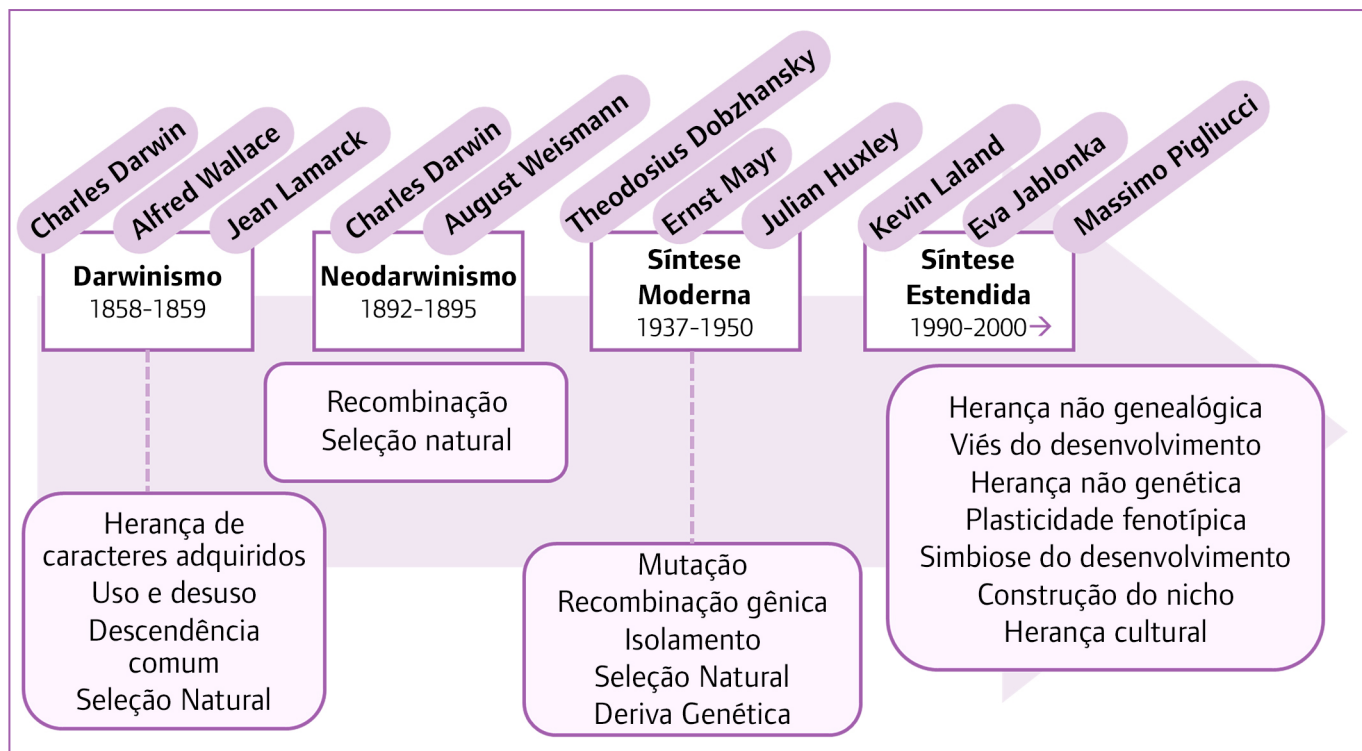 Charles Darwin
Alfred Wallace
Jean Lamarck
Darwinismo
1858-1859
Herança de
caracteres adquiridos
Uso e desuso
Descendência
comum
Seleção Natural
Charles Darwin
August Weismann
Neodarwinismo
1892-1895
Recombinação
Seleção natural
Theodosius Dobzhansky
Ernst Mayr
Julian Huxley
Síntese
Moderna
1937-1950
Mutação
Recombinação gênica
Isolamento
Seleção Natural
Deriva Genética
Kevin Laland
Eva Jablonka
Massimo Pigliucci
Síntese
Estendida
1990-2000→
Herança não genealógica
Viés do desenvolvimento
Herança não genética
Plasticidade fenotípica
Simbiose do desenvolvimento
Construção do nicho
Herança cultural